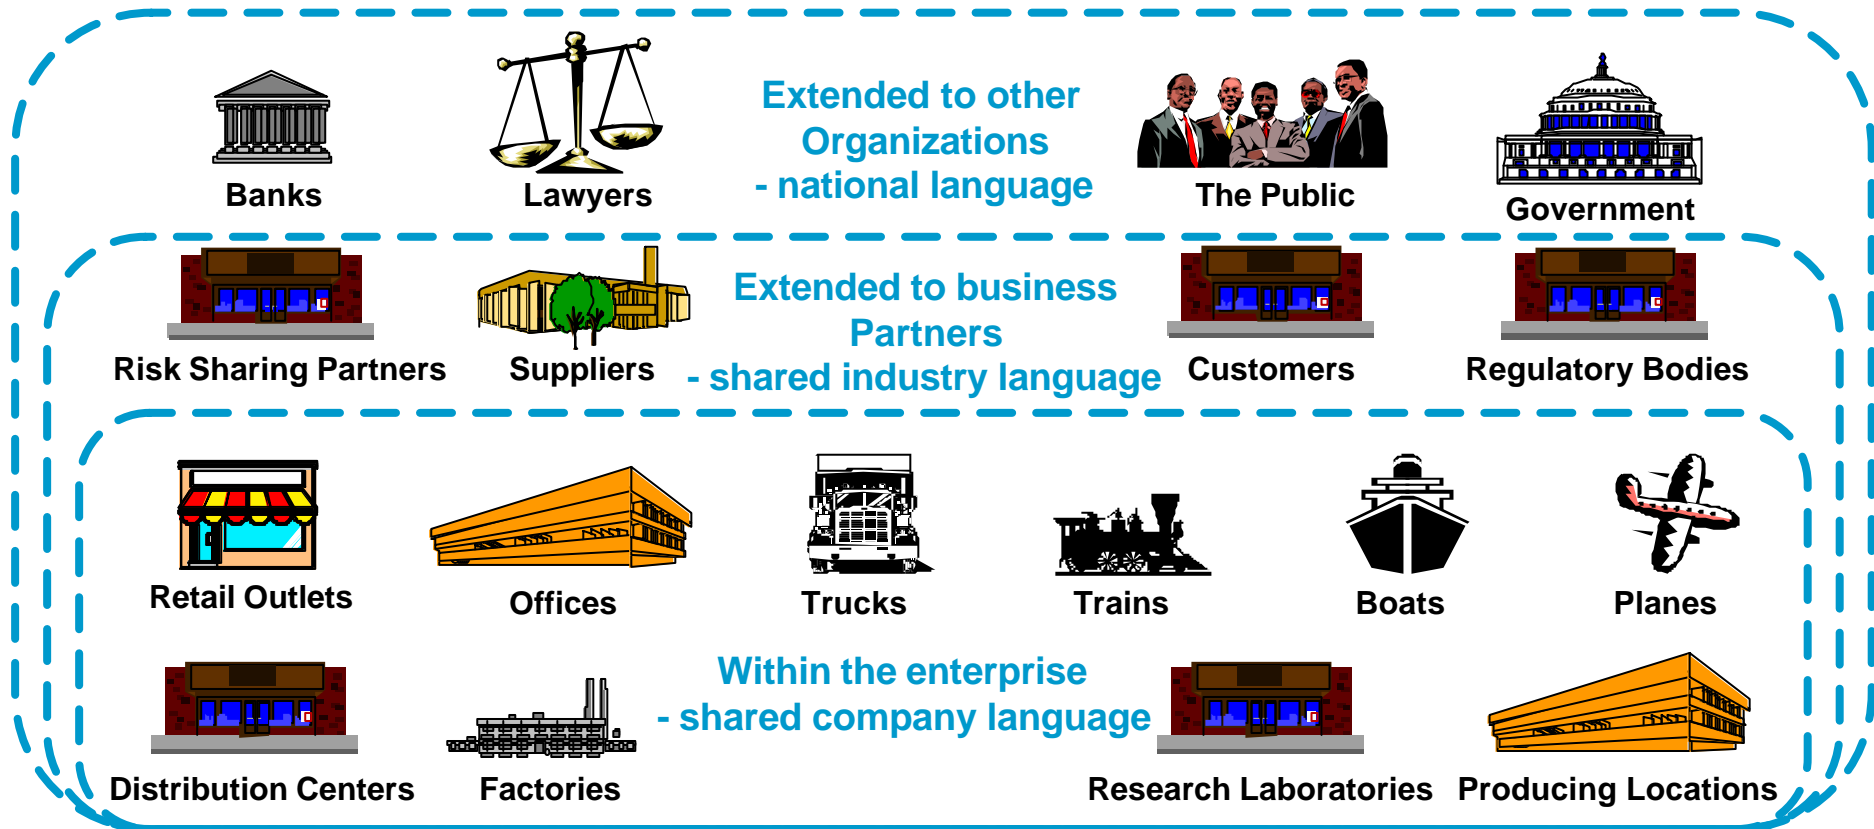 Extended to other
Organizations
- national language
Banks
Lawyers
The Public
Government
Extended to business
Partners
- shared industry language
Risk Sharing Partners
Suppliers
Customers
Regulatory Bodies
Retail Outlets
Offices
Trucks
Trains
Boats
Planes
Within the enterprise
- shared company language
Distribution Centers
Factories
Research Laboratories
Producing Locations